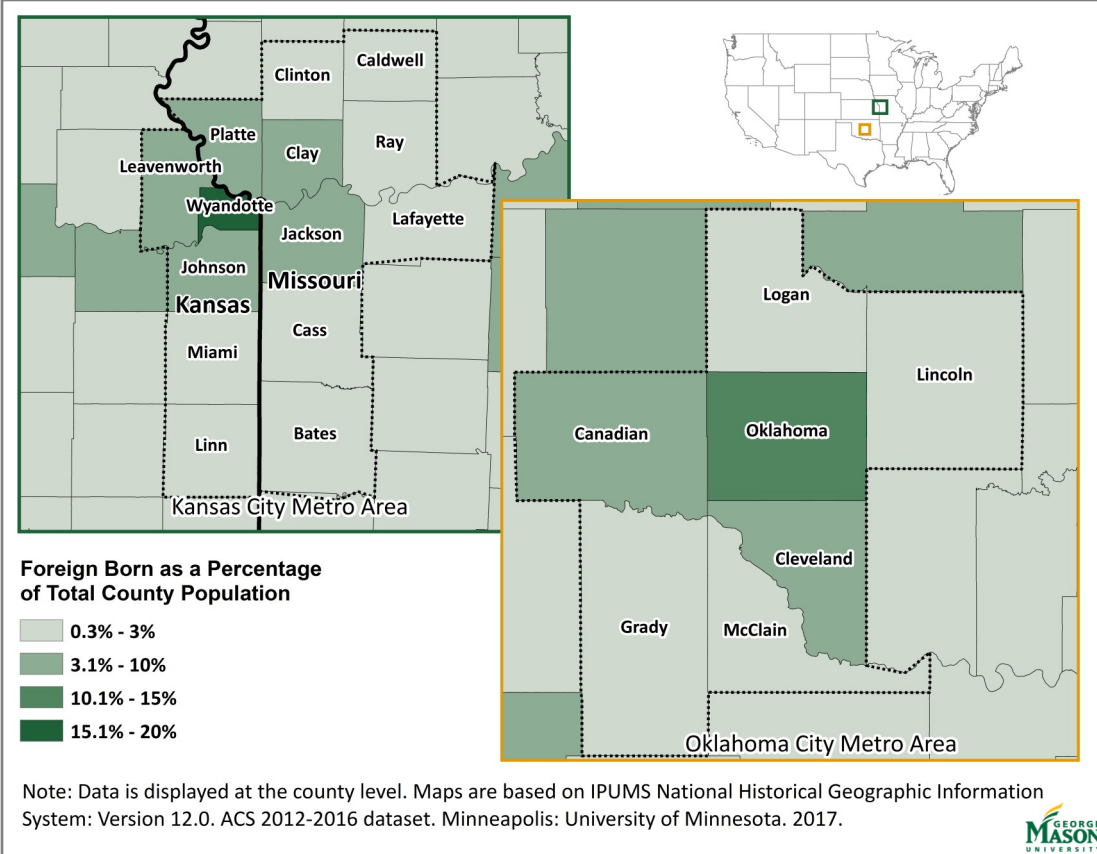 Clinton
Caldwell
Platte
Clay
Ray
Leavenworth
Wyandotte
Jackson
Lafayette
Johnson
Missouri
Kansas
Cass
Miami
Linn
Bates
Kansas City Metro Area
Logan
Lincoln
Canadian
Oklahoma
Cleveland
Grady
McClain
Oklahoma City Metro Area
Foreign Born as a Percentage
of Total County Population
0.3% - 3%
3.1% - 10%
10.1% - 15%
15.1% - 20%
Note: Data is displayed at the county level. Maps are based on IPUMS National Historical Geographic Information
System: Version 12.0. ACS 2012-2016 dataset. Minneapolis: University of Minnesota. 2017.
GEORGE
MASON
UNIVERSITY